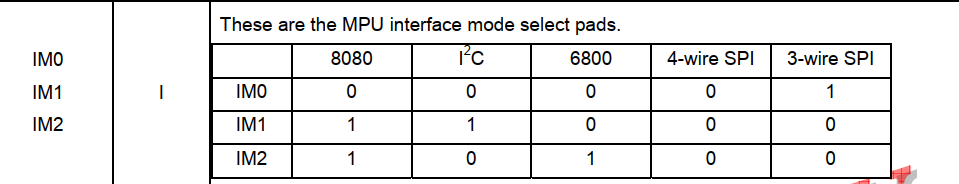 These are the MPU interface mode select pads.
IM0
IM1
IM2
I
8080 I²C 6800 4-wire SPI 3-wire SPI
IM0 0 0 0 0 1
IM1 1 1 0 0 0
IM2 1 0 1 0 0